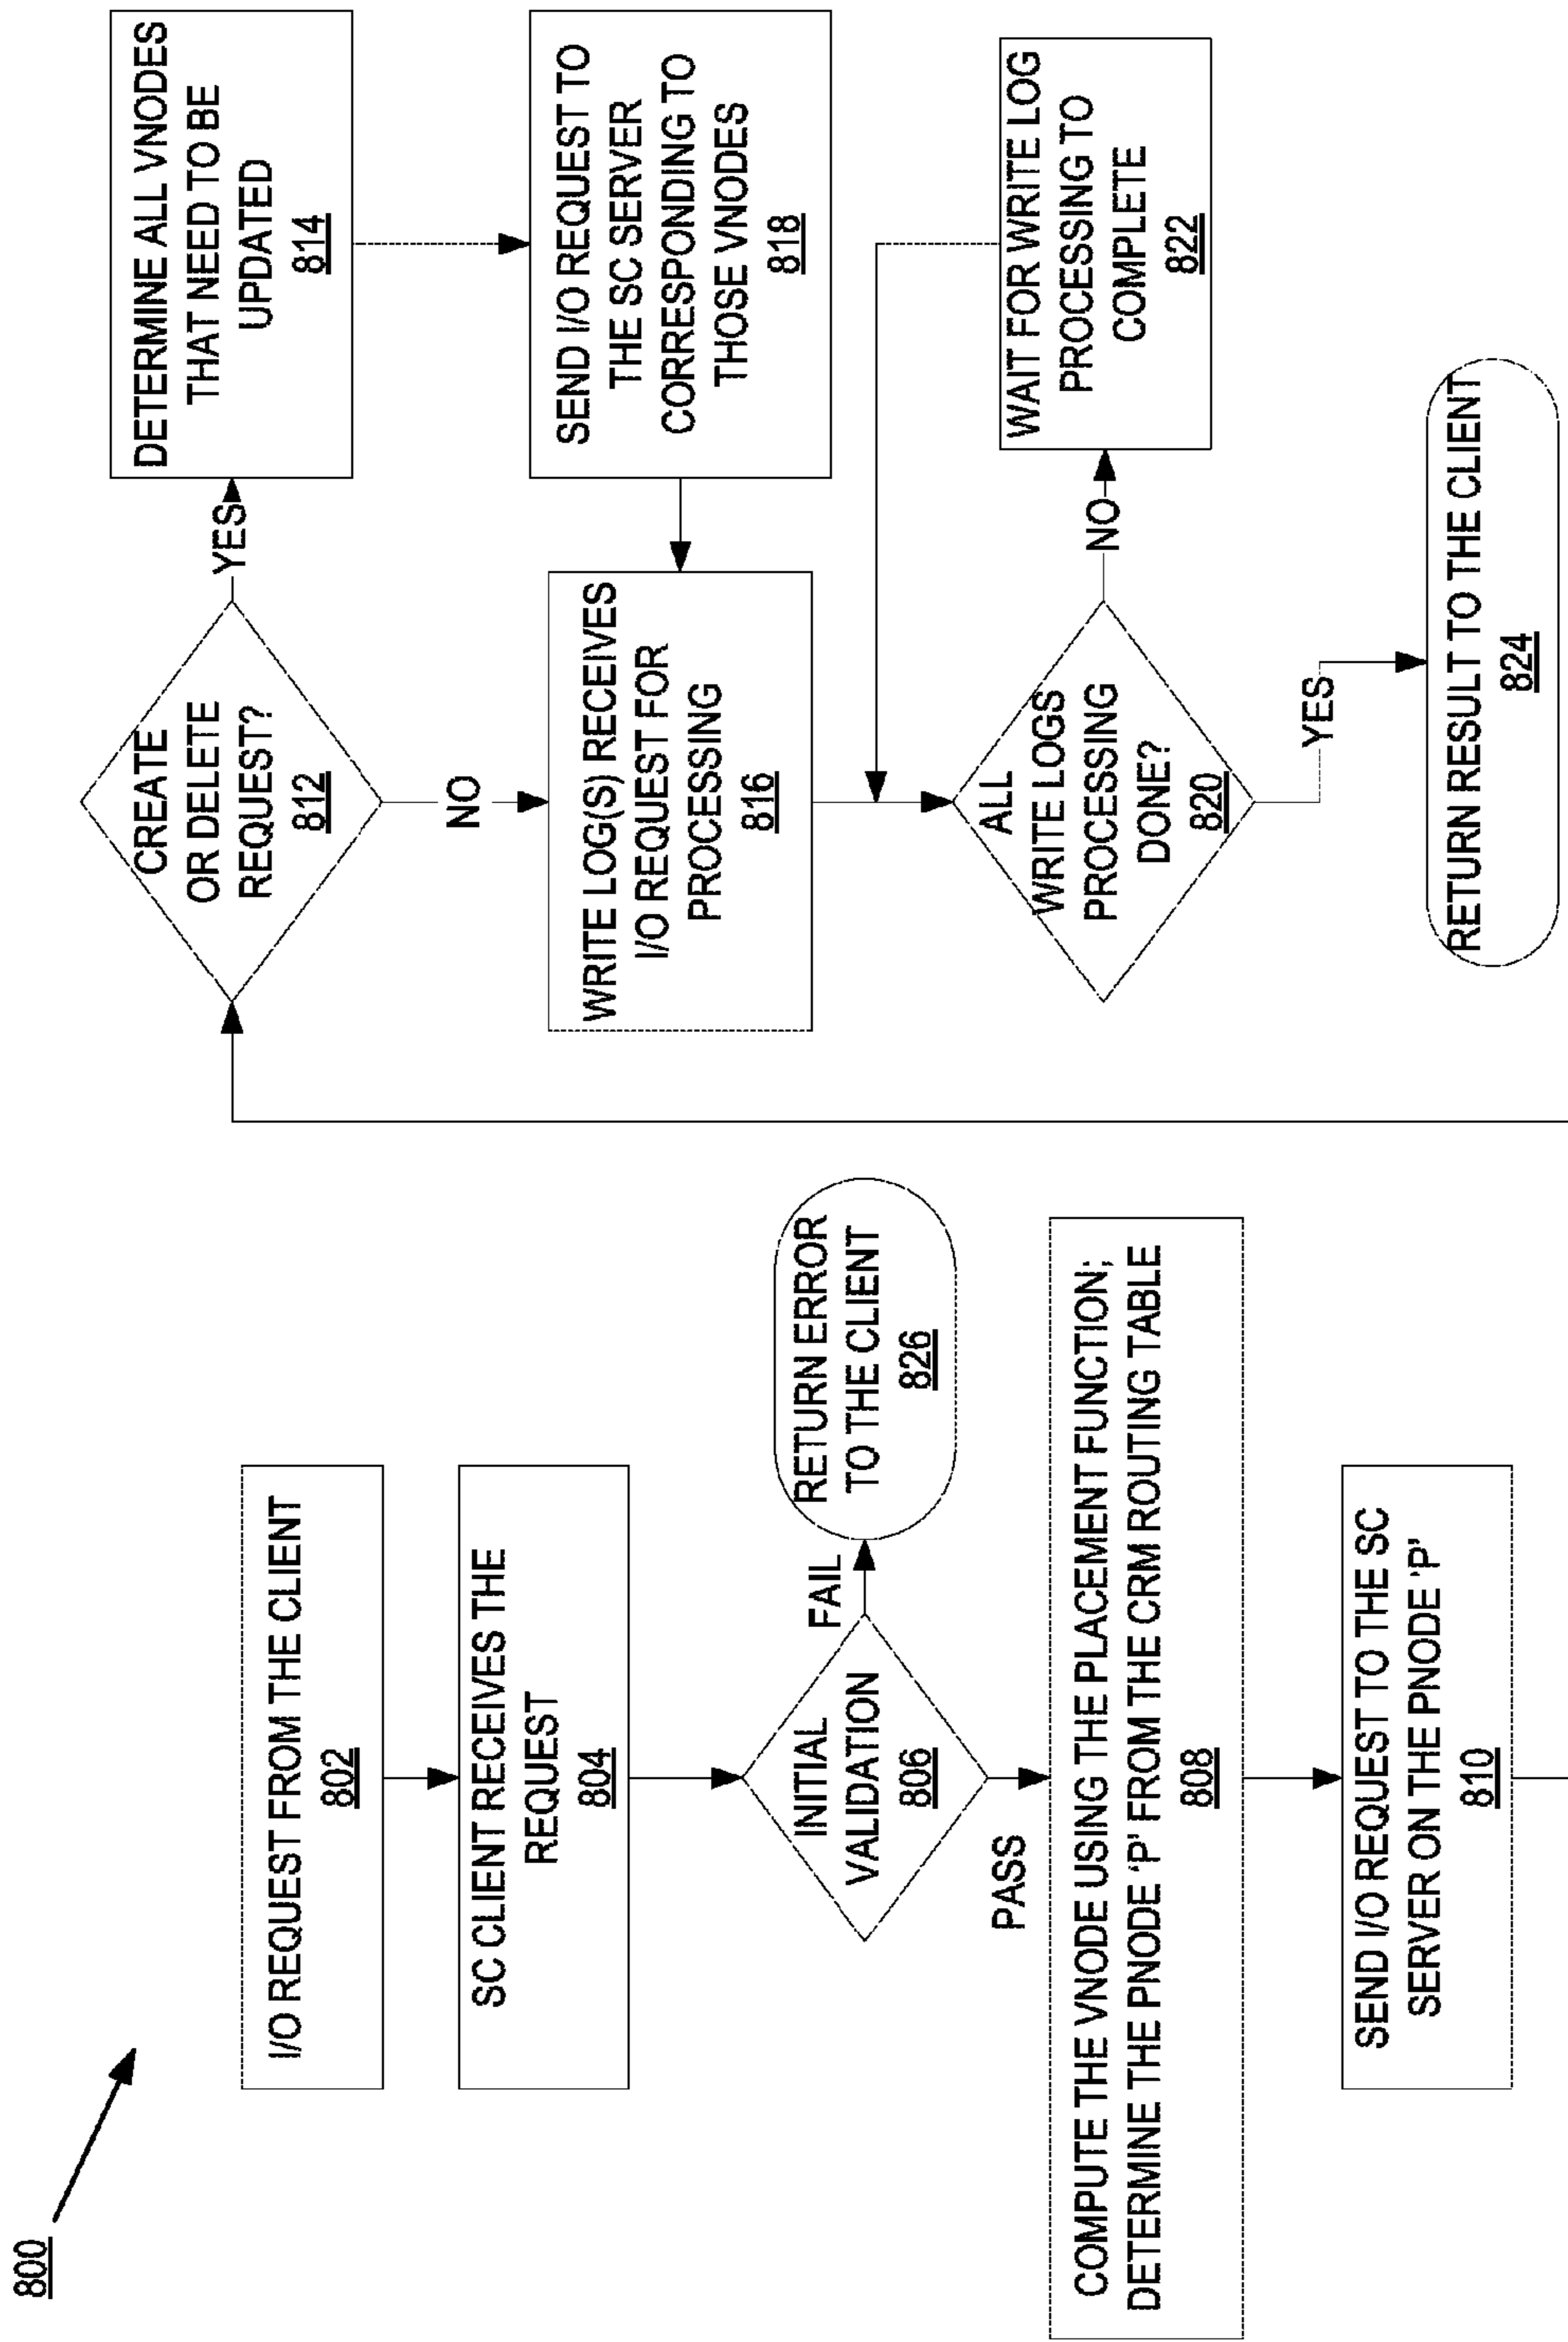 800
I/O REQUEST FROM THE CLIENT
802
SC CLIENT RECEIVES THE
REQUEST
804
INITIAL
VALIDATION
806
FAIL
RETURN ERROR
TO THE CLIENT
826
PASS
COMPUTE THE VNODE USING THE PLACEMENT FUNCTION;
DETERMINE THE PNODE 'P' FROM THE CRM ROUTING TABLE
808
SEND I/O REQUEST TO THE SC
SERVER ON THE PNODE 'P'
810
CREATE
OR DELETE
REQUEST?
812
YES
DETERMINE ALL VNODES
THAT NEED TO BE
UPDATED
814
NO
SEND I/O REQUEST TO
THE SC SERVER
CORRESPONDING TO
THOSE VNODES
818
WRITE LOG(S) RECEIVES
I/O REQUEST FOR
PROCESSING
816
ALL
WRITE LOGS
PROCESSING
DONE?
820
NO
WAIT FOR WRITE LOG
PROCESSING TO
COMPLETE
822
YES
RETURN RESULT TO THE CLIENT
824